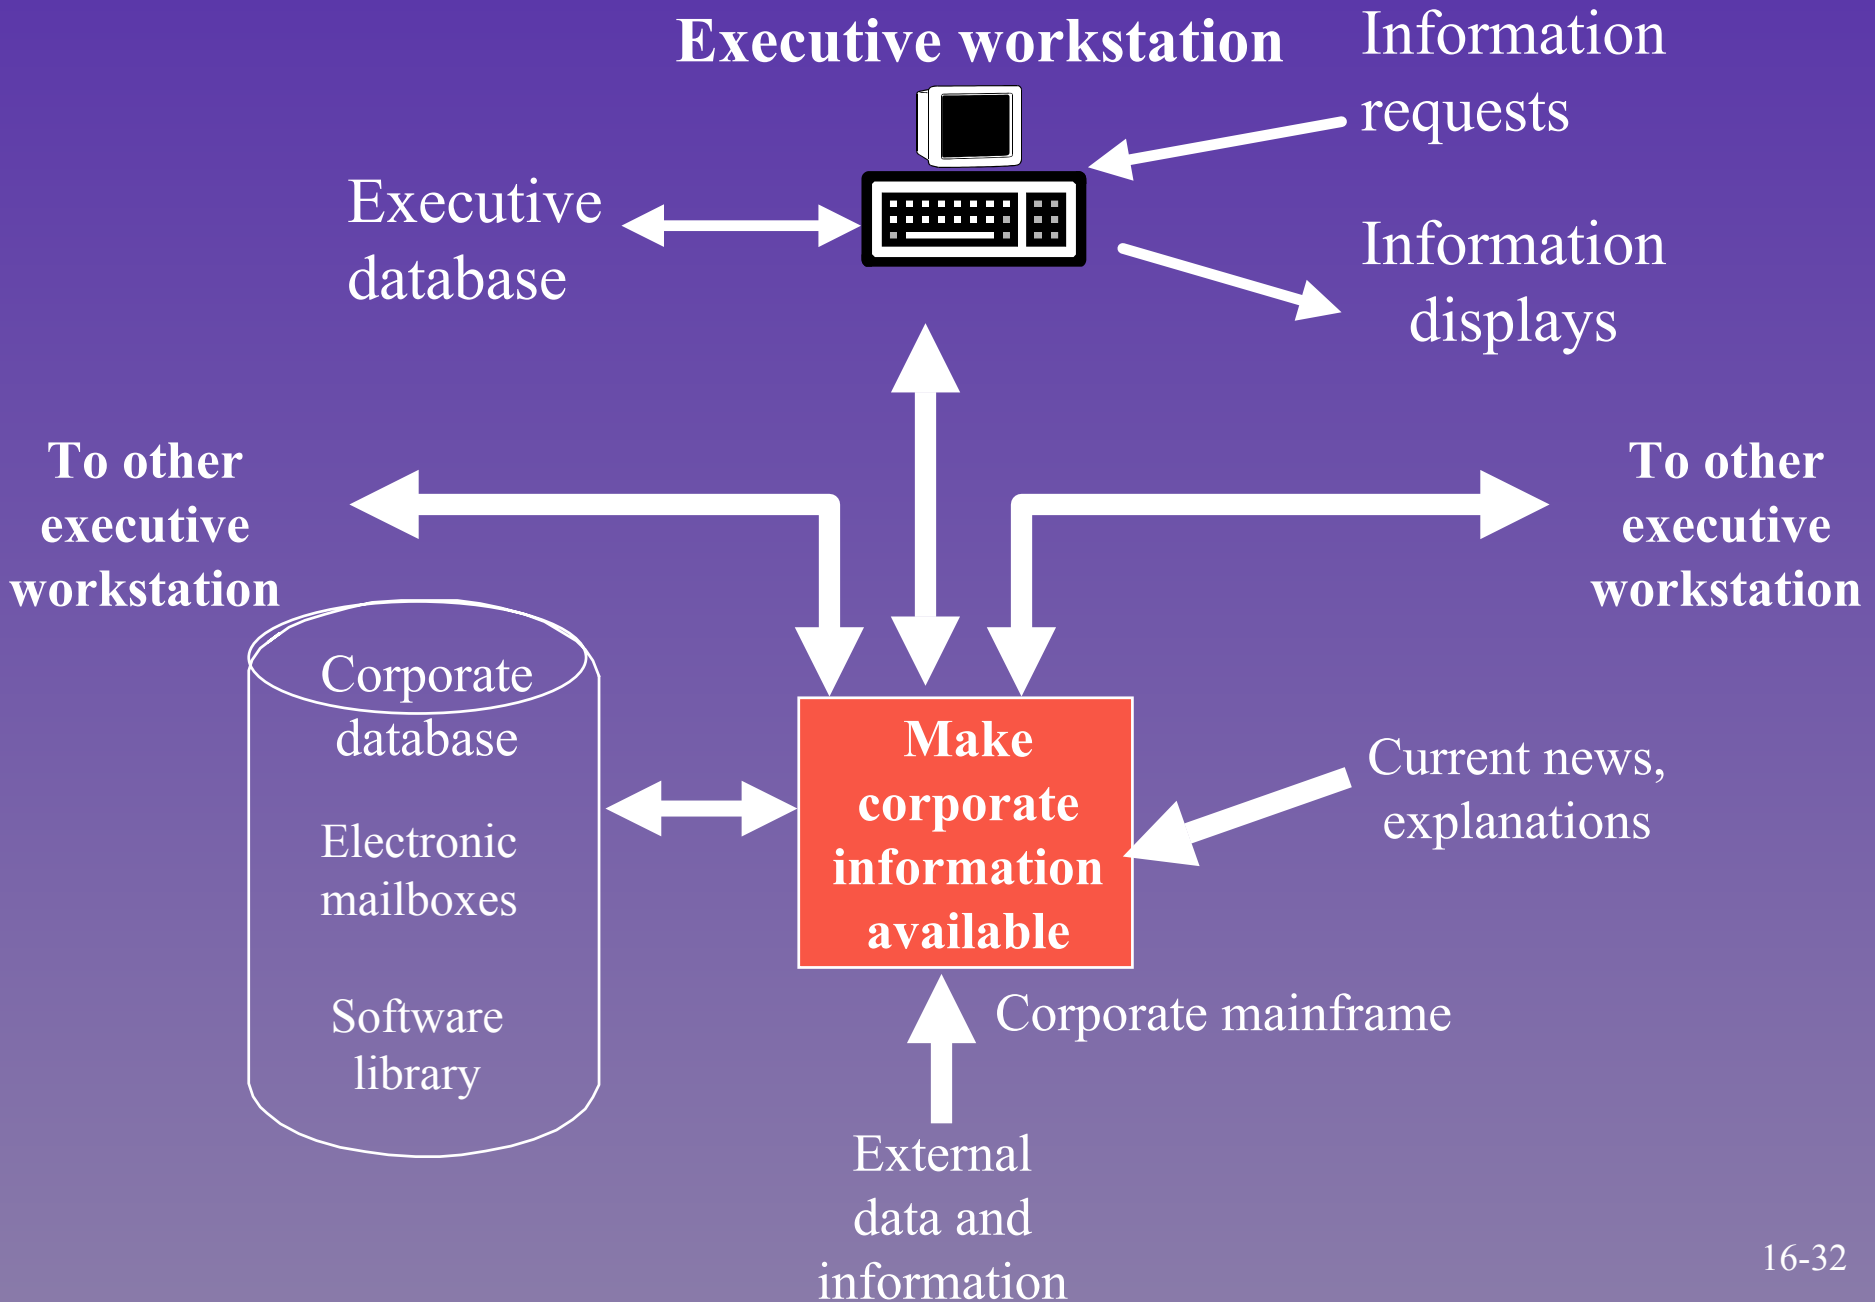 Executive workstation
Information
requests
Executive
database
Information
displays
To other
executive
workstation
To other
executive
workstation
Corporate
database
Electronic
mailboxes
Software
library
Make
corporate
information
available
Current news,
explanations
Corporate mainframe
External
data and
information
16-32